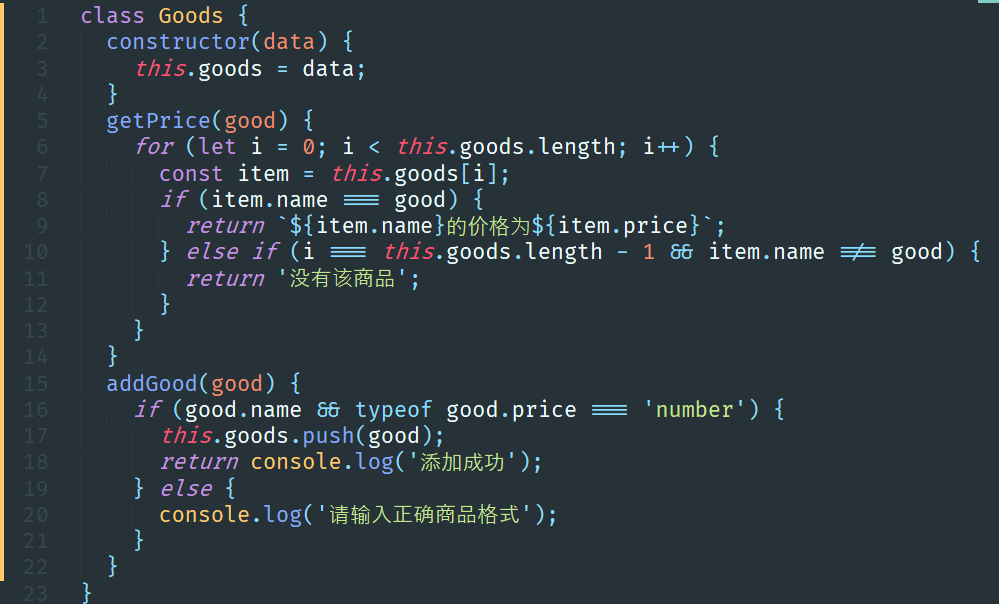 1 class Goods {
2 constructor(data) {
3 this.goods = data;
4 }
5 getPrice(good) {
6 for (let i = 0; i < this.goods.length; i++) {
7 const item = this.goods[i];
8 if (item.name === good) {
9 return `${item.name}的价格为${item.price}`;
10 } else if (i === this.goods.length - 1 && item.name !== good) {
11 return '没有该商品';
12 }
13 }
14 }
15 addGood(good) {
16 if (good.name && typeof good.price === 'number') {
17 this.goods.push(good);
18 return console.log('添加成功');
19 } else {
20 console.log('请输入正确商品格式');
21 }
22 }
23 }